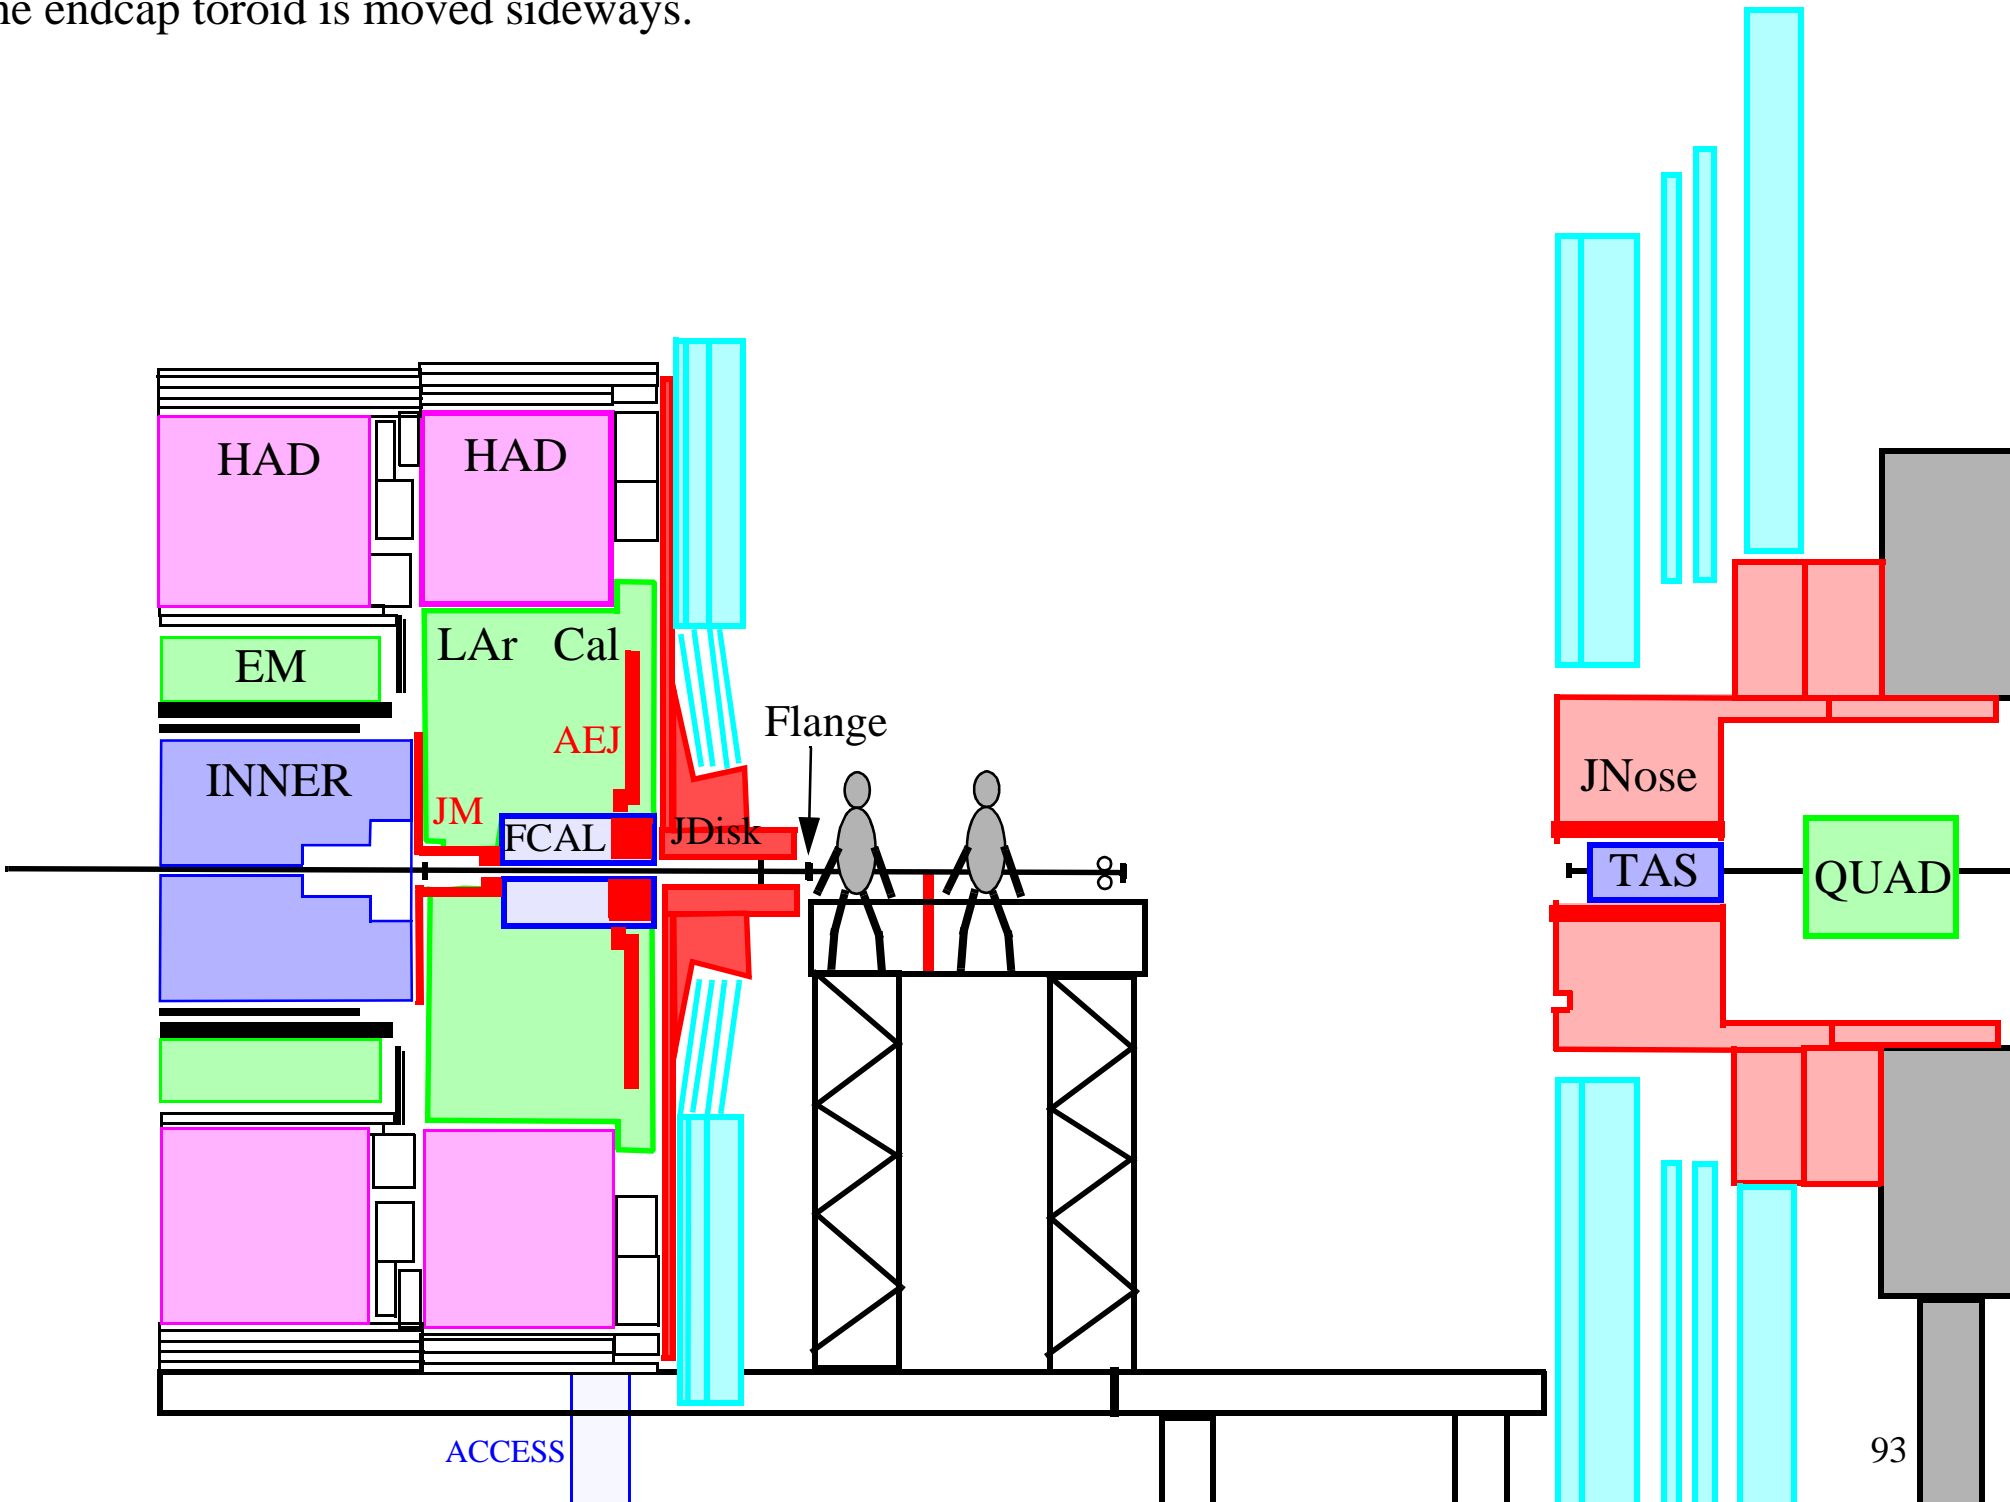 he endcap toroid is moved sideways.
HAD
HAD
LAr Cal
EM
AEJ
Flange
INNER
JM
FCAL
JDisk
JNose
TAS
QUAD
ACCESS
93